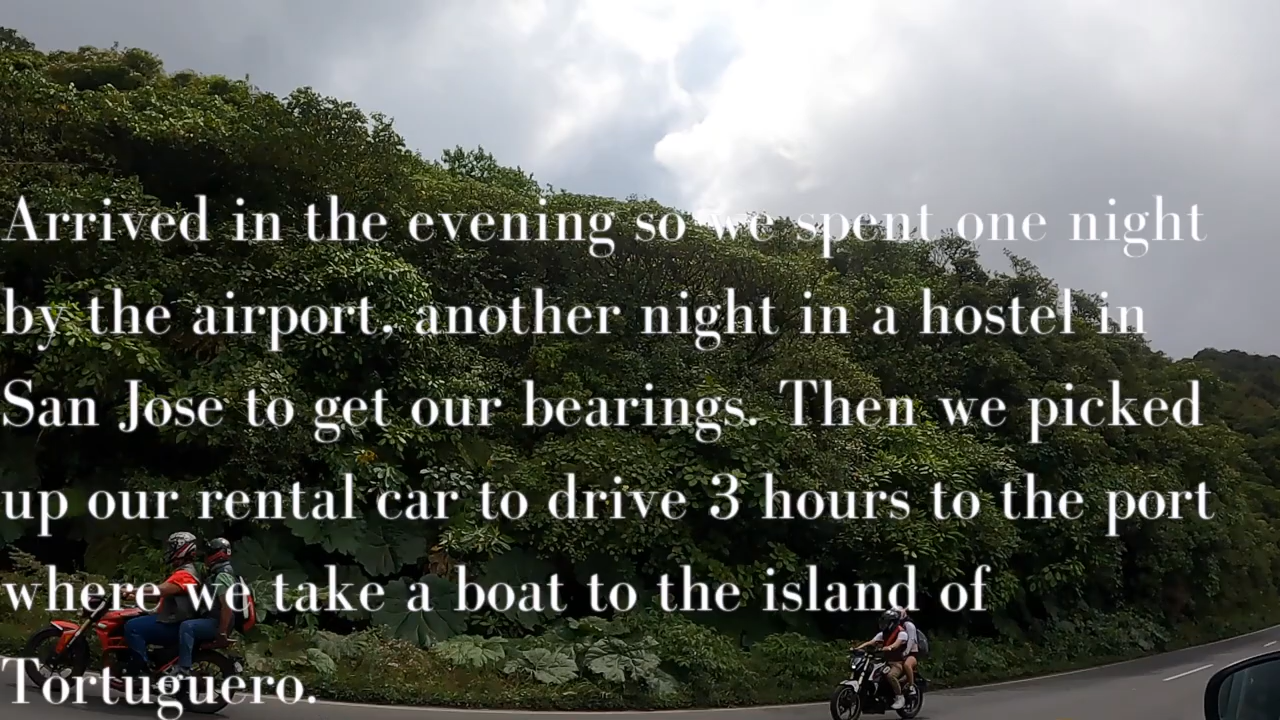 Arrived in the evening so we spent one night
by the airport, another night in a hostel in
San Jose to get our bearings. Then we picked
up our rental car to drive 3 hours to the port
where we take a boat to the island of
Tortuguero.